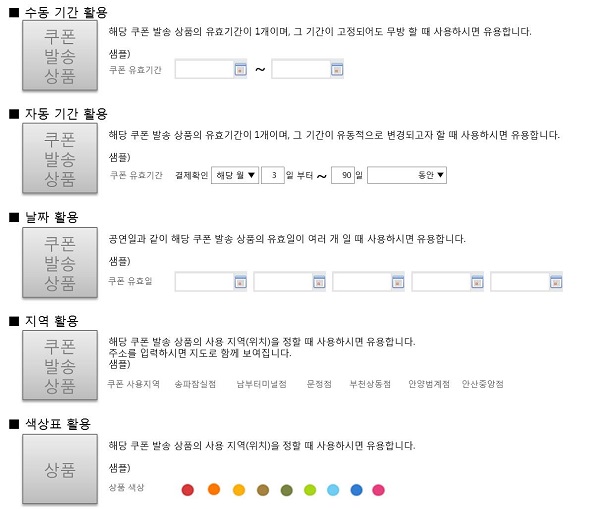 ■ 수동 기간 활용
쿠폰
발송
상품
해당 쿠폰 발송 상품의 유효기간이 1개이며, 그 기간이 고정되어도 무방 할 때 사용하시면 유용합니다.
샘플)
쿠폰 유효기간 ~
■ 자동 기간 활용
쿠폰
발송
상품
해당 쿠폰 발송 상품의 유효기간이 1개이며, 그 기간이 유동적으로 변경되고자 할 때 사용하시면 유용합니다.
샘플)
쿠폰 유효기간 결제확인 해당 월 ▼ 3 일 부터 ~ 90 일 동안 ▼
■ 날짜 활용
쿠폰
발송
상품
공연일과 같이 해당 쿠폰 발송 상품의 유효일이 여러 개 일 때 사용하시면 유용합니다.
샘플)
쿠폰 유효일
■ 지역 활용
쿠폰
발송
상품
해당 쿠폰 발송 상품의 사용 지역(위치)을 정할 때 사용하시면 유용합니다.
주소를 입력하시면 지도로 함께 보여집니다.
샘플)
쿠폰 사용지역 송파잠실점 남부터미널점 문정점 부천상동점 안양범계점 안산중앙점
■ 색상표 활용
상품
해당 쿠폰 발송 상품의 사용 지역(위치)을 정할 때 사용하시면 유용합니다.
샘플)
상품 색상